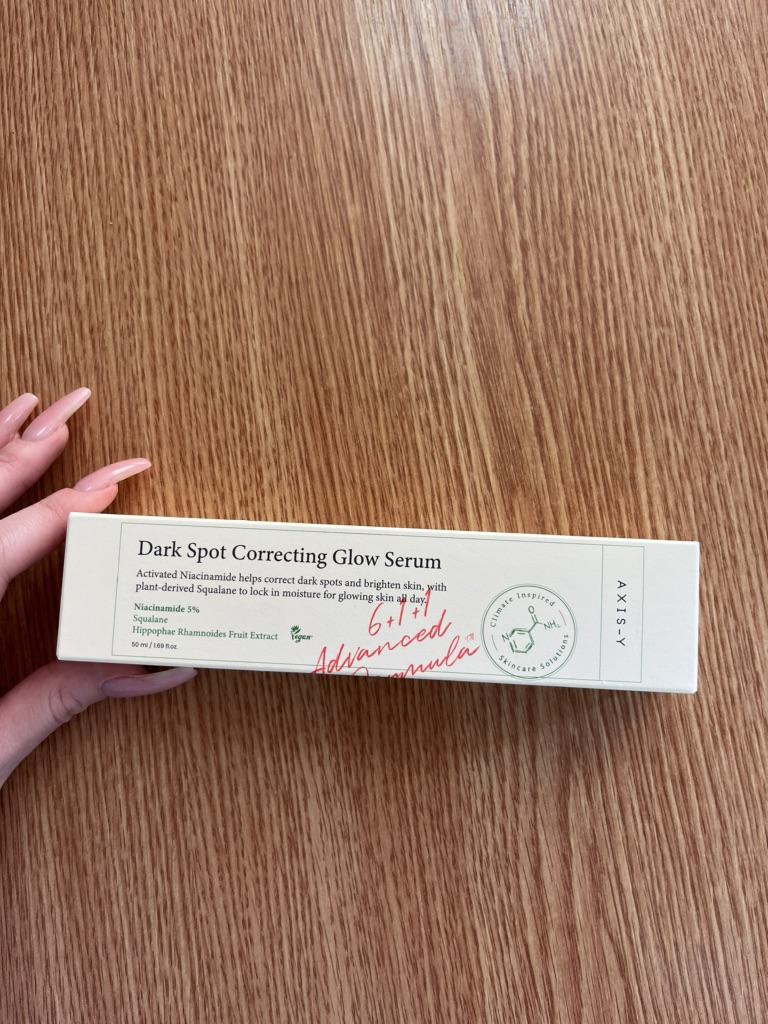 Dark Spot Correcting Glow Serum
Activated Niacinamide helps correct dark spots and brighten skin, with
plant-derived Squalane to lock in moisture for glowing skin all day.
Niacinamide 5%
Squalane
Hippophae Rhamnoides Fruit Extract
Vegan
50 ml / 1.69 fl.oz.
6+1+1
Advanced
Formula™
Climate Inspired
N
O
NH₂
Skincare Solutions
AXIS-Y